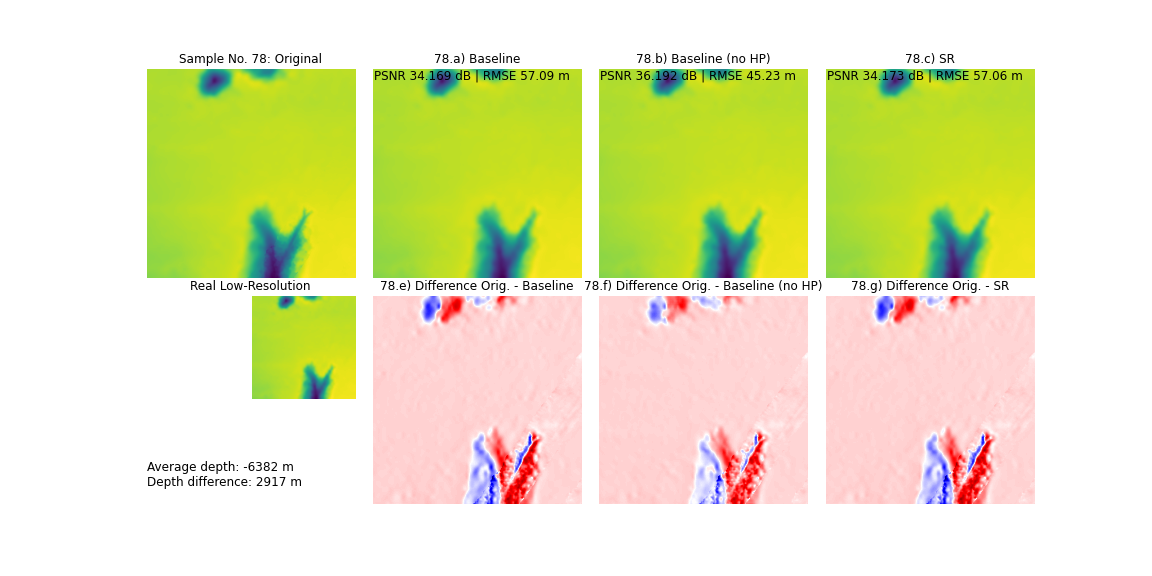 Sample No. 78: Original
78.a) Baseline
78.b) Baseline (no HP)
78.c) SR
PSNR 34.169 dB | RMSE 57.09 m
PSNR 36.192 dB | RMSE 45.23 m
PSNR 34.173 dB | RMSE 57.06 m
Real Low-Resolution
78.e) Difference Orig. - Baseline
78.f) Difference Orig. - Baseline (no HP)
78.g) Difference Orig. - SR
Average depth: -6382 m
Depth difference: 2917 m